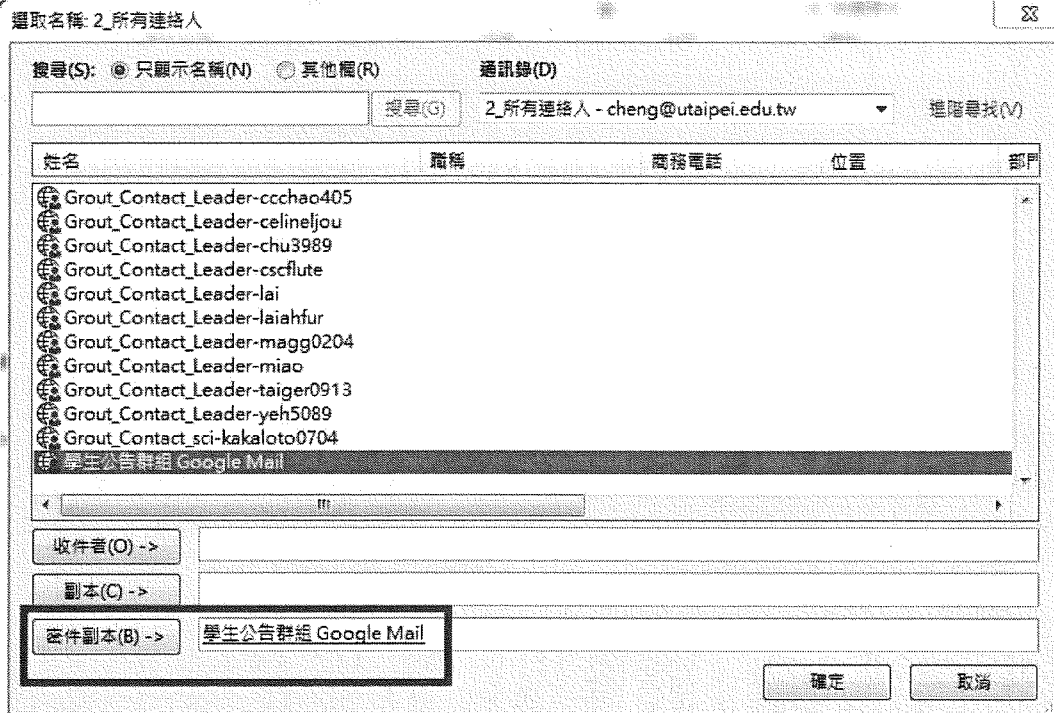 選取名稱: 2_所有連絡人
搜尋(S): 只顯示名稱(N) 其他欄(R) 通訊錄(D)
搜尋(G) 2_所有連絡人 - cheng@utaipei.edu.tw 進階尋找(V)
姓名 職稱 商務電話 位置 部門
Grout_Contact_Leader-ccchao405
Grout_Contact_Leader-celineljou
Grout_Contact_Leader-chu3989
Grout_Contact_Leader-cscflute
Grout_Contact_Leader-lai
Grout_Contact_Leader-laiahfur
Grout_Contact_Leader-magg0204
Grout_Contact_Leader-miao
Grout_Contact_Leader-taiger0913
Grout_Contact_Leader-yeh5089
Grout_Contact_sci-kakaloto0704
學生公告群組 Google Mail
收件者(O) ->
副本(C) ->
密件副本(B) -> 學生公告群組 Google Mail
確定 取消